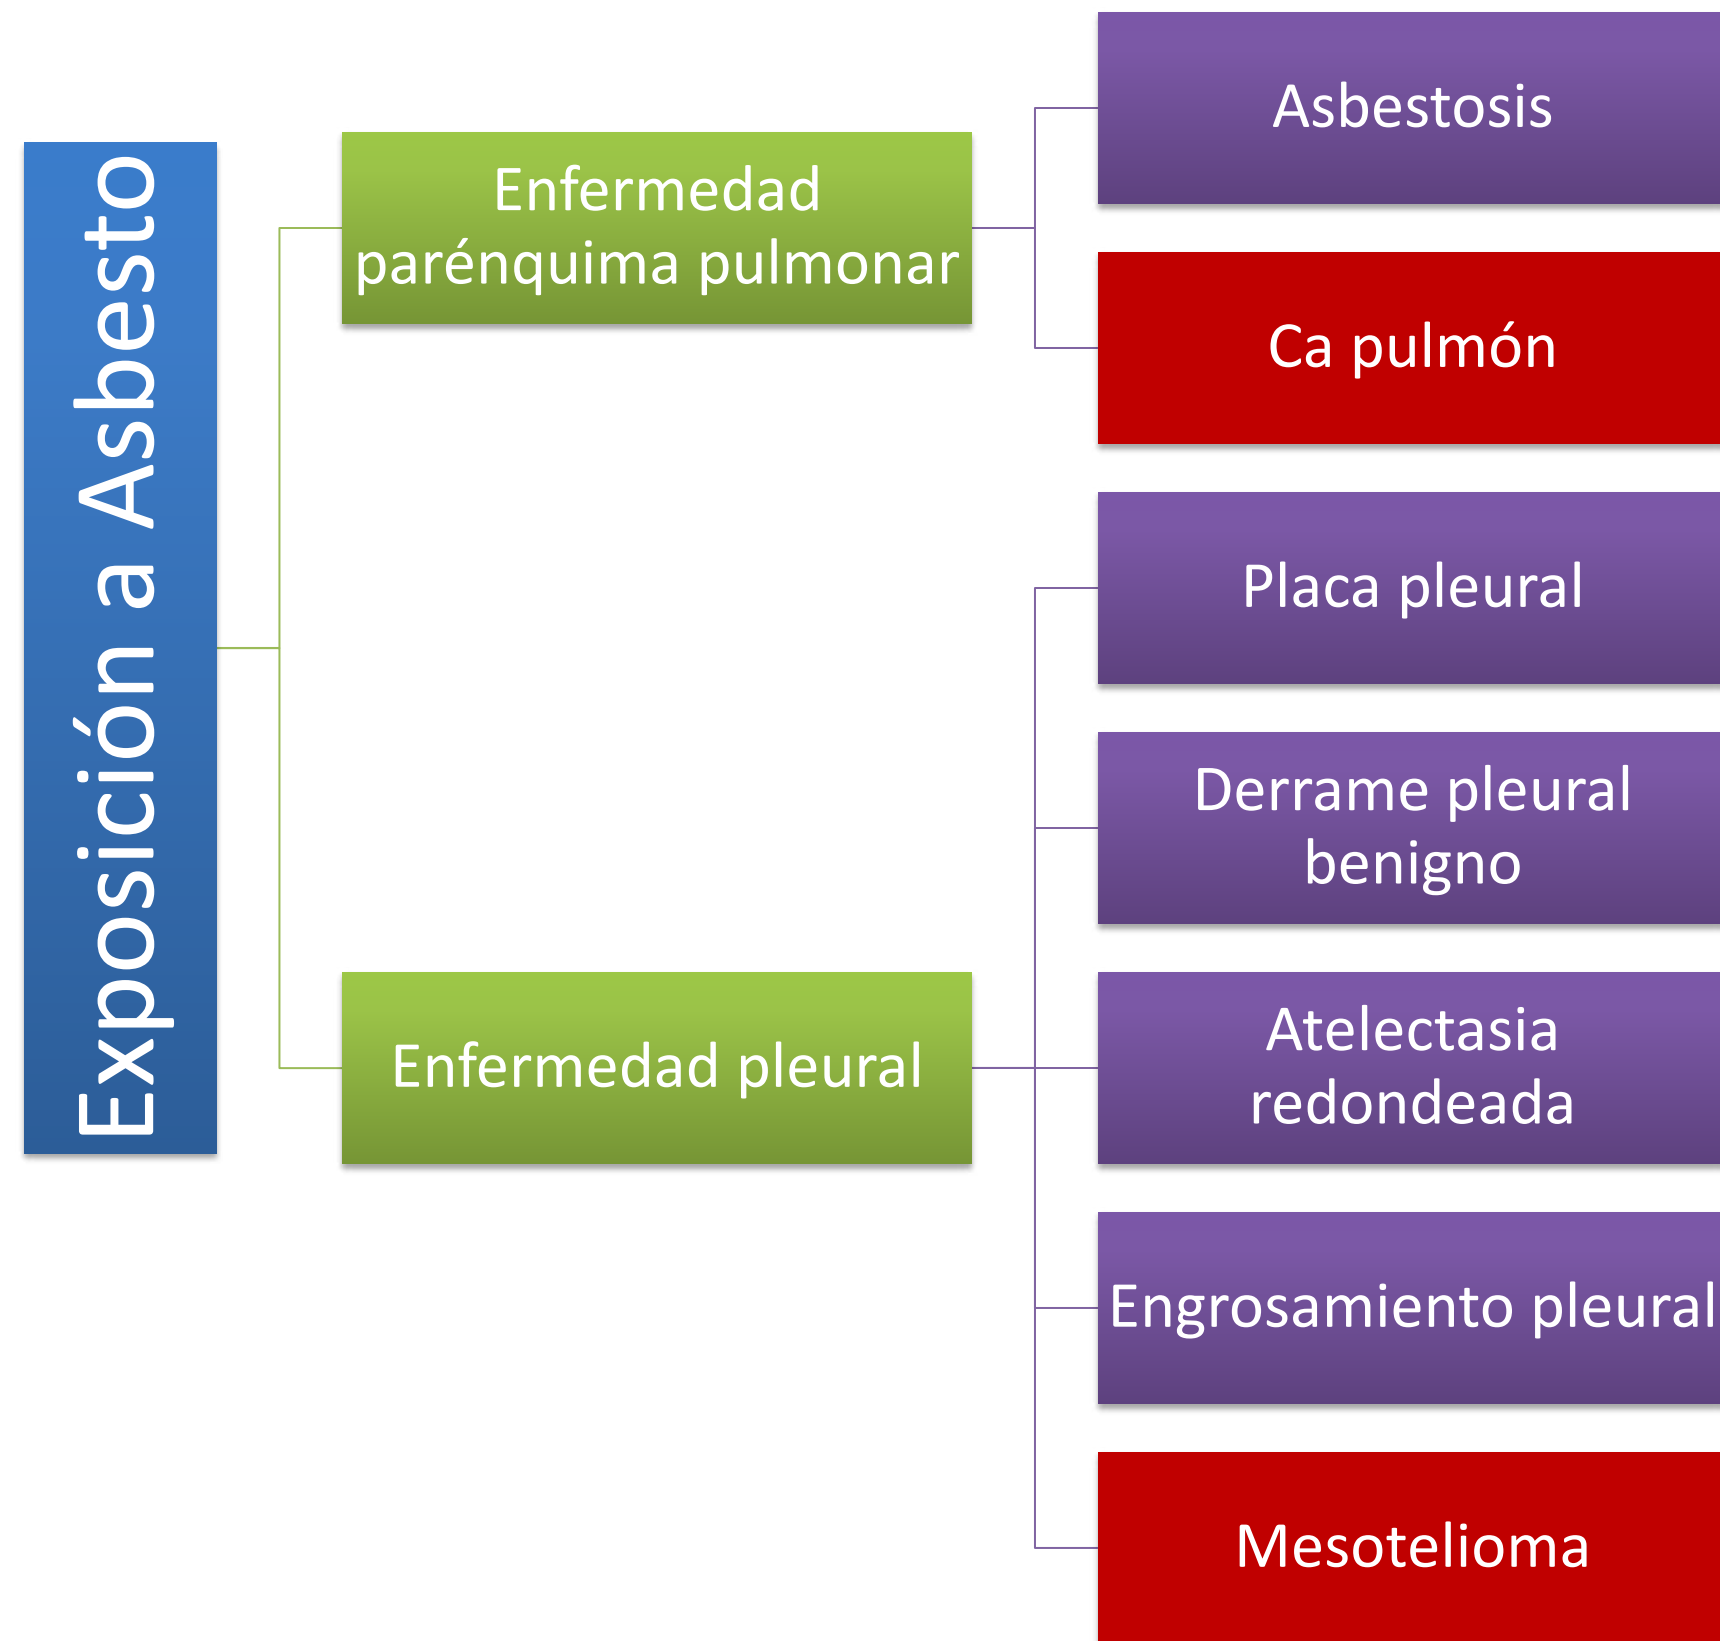 Exposición a Asbesto
Enfermedad
parénquima pulmonar
Asbestosis
Ca pulmón
Enfermedad pleural
Placa pleural
Derrame pleural
benigno
Atelectasia
redondeada
Engrosamiento pleural
Mesotelioma